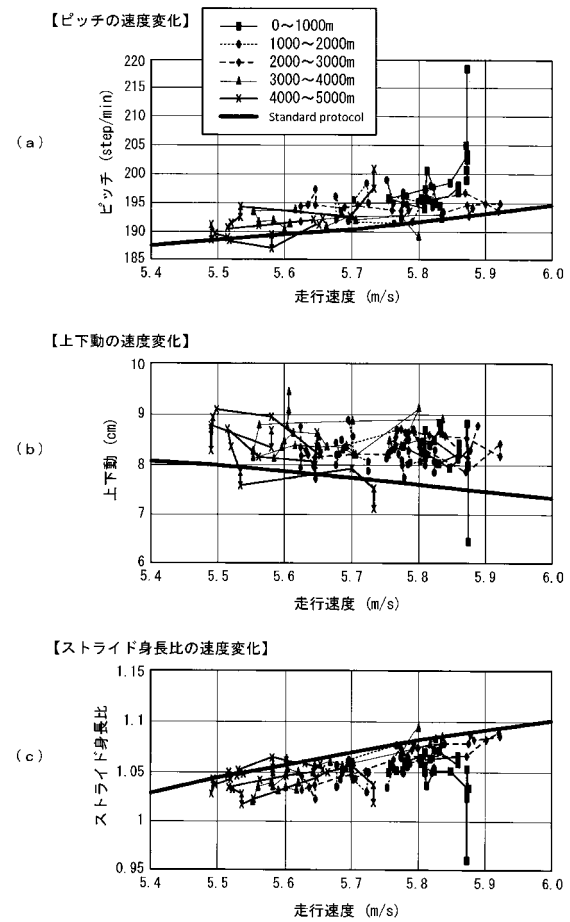 【ピッチの速度変化】
0～1000m
1000～2000m
2000～3000m
3000～4000m
4000～5000m
Standard protocol
(a)
ピッチ (step/min)
220
215
210
205
200
195
190
185
5.4 5.5 5.6 5.7 5.8 5.9 6.0
走行速度 (m/s)
【上下動の速度変化】
(b)
上下動 (cm)
10
9
8
7
6
5.4 5.5 5.6 5.7 5.8 5.9 6.0
走行速度 (m/s)
【ストライド身長比の速度変化】
(c)
ストライド身長比
1.15
1.10
1.05
1
0.95
5.4 5.5 5.6 5.7 5.8 5.9 6.0
走行速度 (m/s)